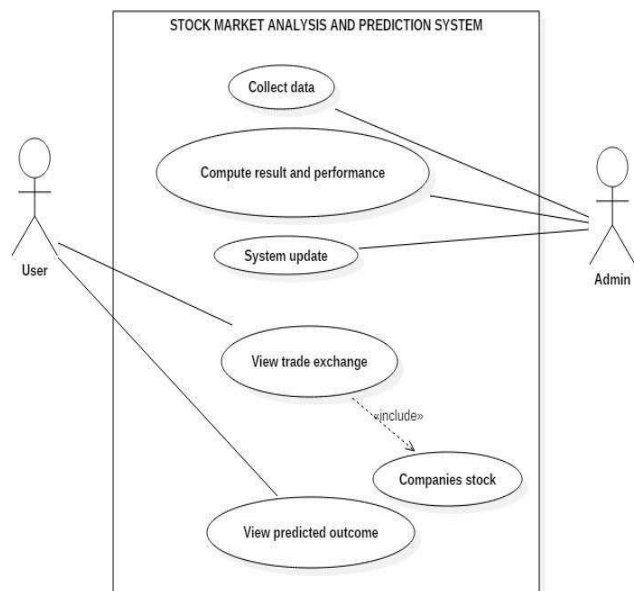 STOCK MARKET ANALYSIS AND PREDICTION SYSTEM
Collect data
Compute result and performance
System update
User
Admin
View trade exchange
«include»
Companies stock
View predicted outcome